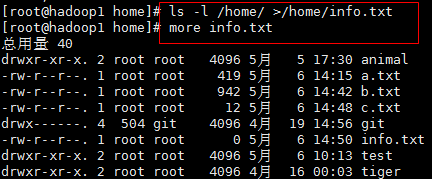 [root@hadoop1 home]# ls -l /home/ >/home/info.txt
[root@hadoop1 home]# more info.txt
总用量 40
drwxr-xr-x. 2 root root 4096 5月 5 17:30 animal
-rw-r--r--. 1 root root 419 5月 6 14:15 a.txt
-rw-r--r--. 1 root root 942 5月 6 14:42 b.txt
-rw-r--r--. 1 root root 12 5月 6 14:48 c.txt
drwx------. 4 504 git 4096 4月 19 14:56 git
-rw-r--r--. 1 root root 0 5月 6 14:50 info.txt
drwxr-xr-x. 2 root root 4096 5月 6 10:13 test
drwxr-xr-x. 2 root root 4096 4月 16 00:03 tiger